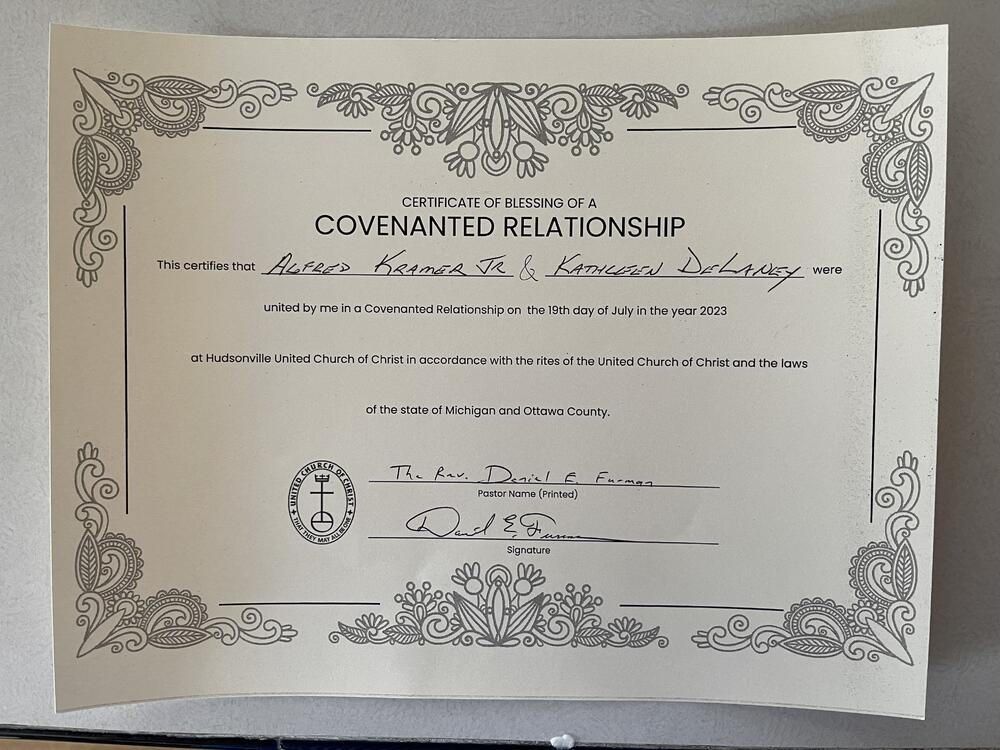 CERTIFICATE OF BLESSING OF A
COVENANTED RELATIONSHIP
This certifies that ALFRED KRAMER JR & KATHLEEN DELANEY were
united by me in a Covenanted Relationship on the 19th day of July in the year 2023
at Hudsonville United Church of Christ in accordance with the rites of the United Church of Christ and the laws
of the state of Michigan and Ottawa County.
UNITED CHURCH OF CHRIST
THAT THEY MAY ALL BE ONE
The Rev. Daniel E. Furman
Pastor Name (Printed)
Daniel E. Furman
Signature